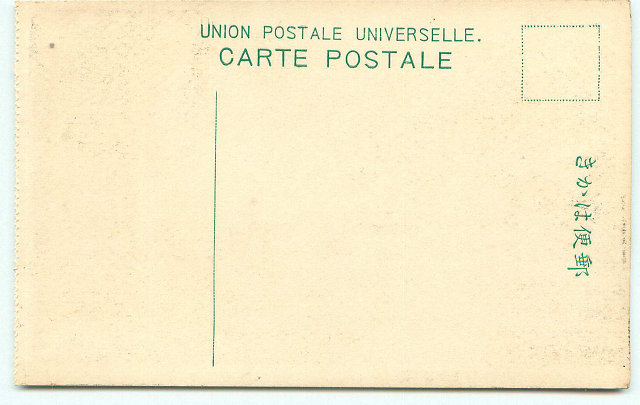 UNION POSTALE UNIVERSELLE.
CARTE POSTALE
郵便はかき